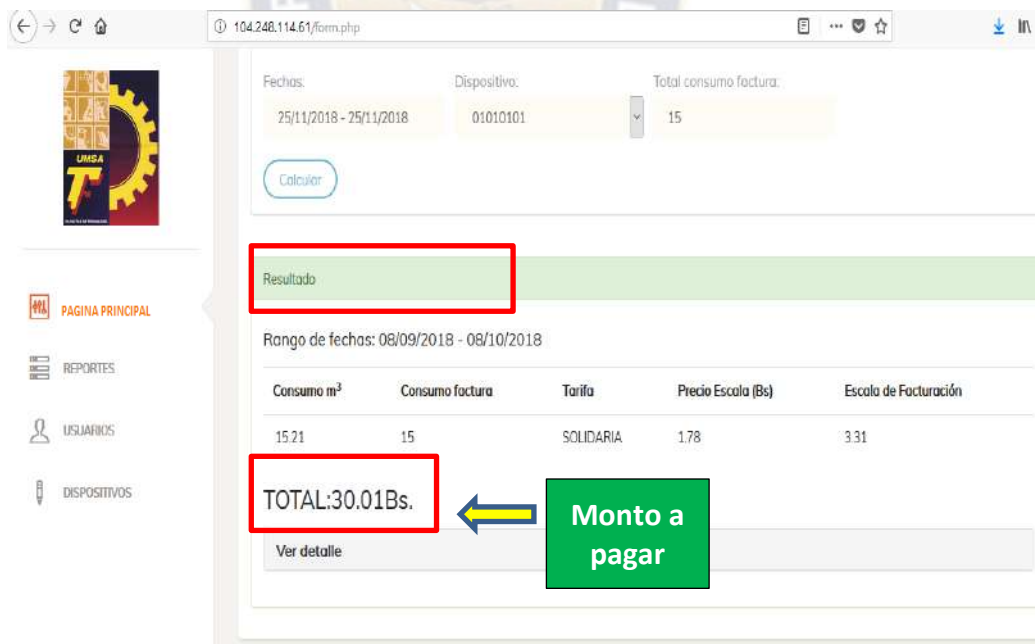 104.248.114.61/form.php
Fechas: Dispositivo: Total consumo factura:
25/11/2018 - 25/11/2018 01010101 15
Calcular
UMSA
Resultado
PAGINA PRINCIPAL
REPORTES
USUARIOS
DISPOSITIVOS
Rango de fechas: 08/09/2018 - 08/10/2018
Consumo m³ Consumo factura Tarifa Precio Escala (Bs) Escala de Facturación
15.21 15 SOLIDARIA 1.78 3.31
TOTAL:30.01Bs.
Monto a
pagar
Ver detalle